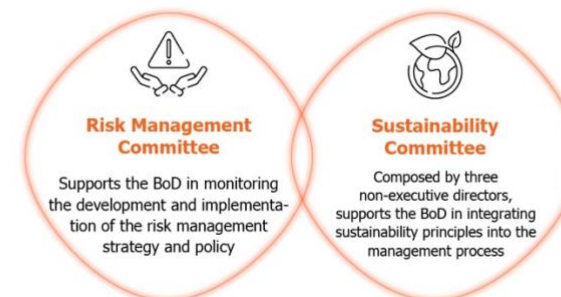 Risk Management
Committee
Supports the BoD in monitoring
the development and implementa-
tion of the risk management
strategy and policy
Sustainability
Committee
Composed by three
non-executive directors,
supports the BoD in integrating
sustainability principles into the
management process